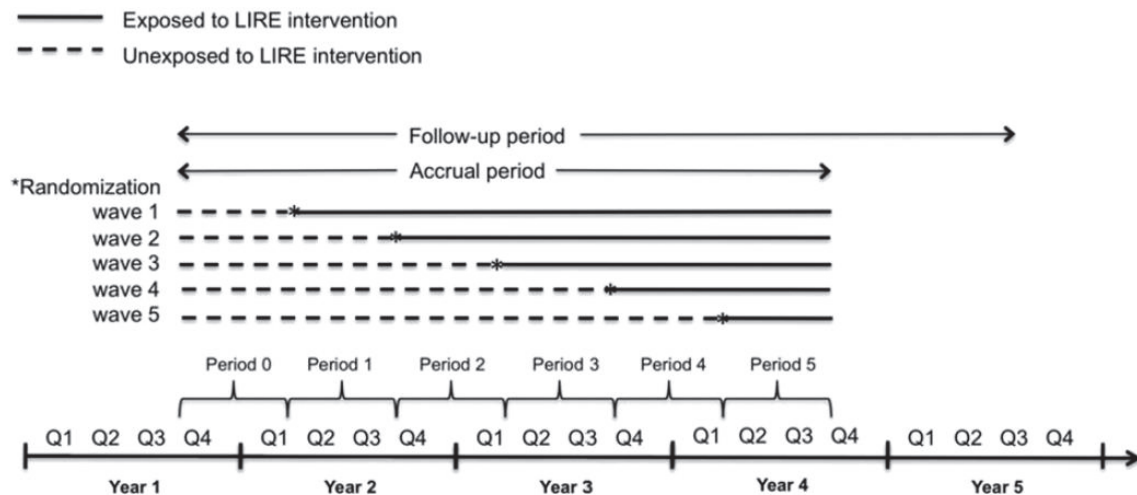 Exposed to LIRE intervention
Unexposed to LIRE intervention
Follow-up period
Accrual period
*Randomization
wave 1
wave 2
wave 3
wave 4
wave 5
Period 0 Period 1 Period 2 Period 3 Period 4 Period 5
Q1 Q2 Q3 Q4 Q1 Q2 Q3 Q4 Q1 Q2 Q3 Q4 Q1 Q2 Q3 Q4 Q1 Q2 Q3 Q4
Year 1 Year 2 Year 3 Year 4 Year 5